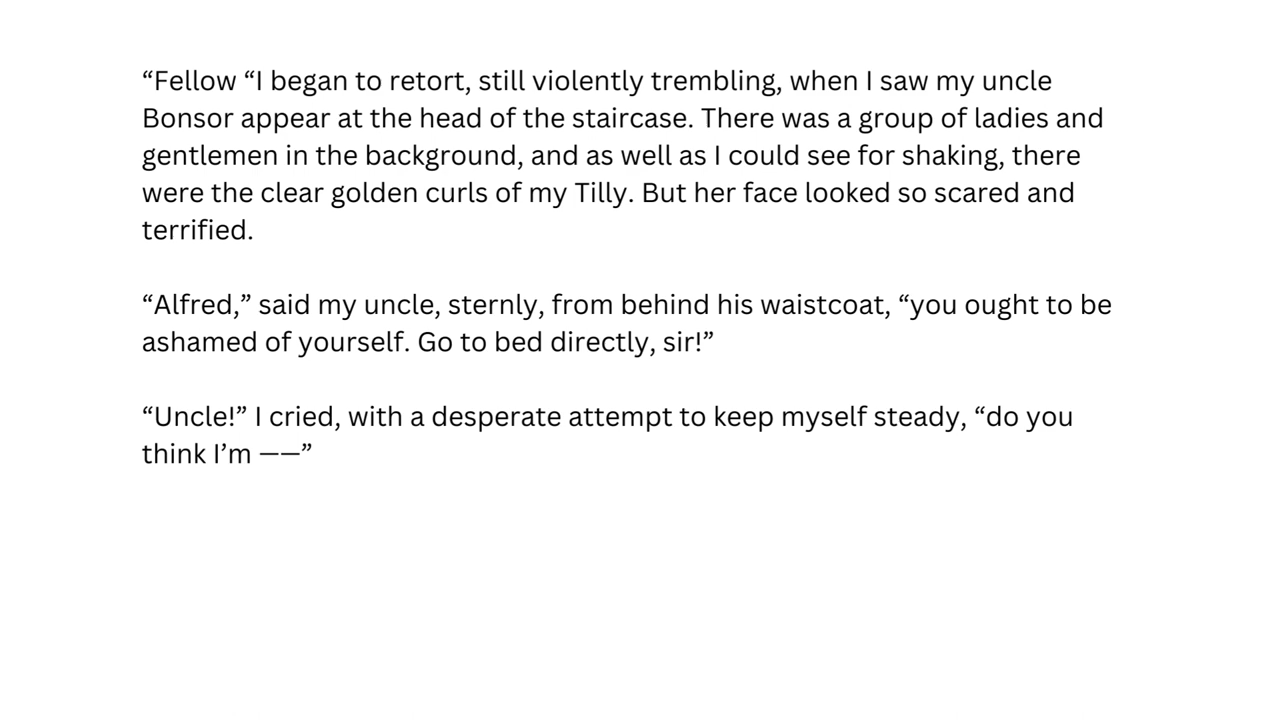 “Fellow “I began to retort, still violently trembling, when I saw my uncle
Bonsor appear at the head of the staircase. There was a group of ladies and
gentlemen in the background, and as well as I could see for shaking, there
were the clear golden curls of my Tilly. But her face looked so scared and
terrified.
“Alfred,” said my uncle, sternly, from behind his waistcoat, “you ought to be
ashamed of yourself. Go to bed directly, sir!”
“Uncle!” I cried, with a desperate attempt to keep myself steady, “do you
think I’m ——”